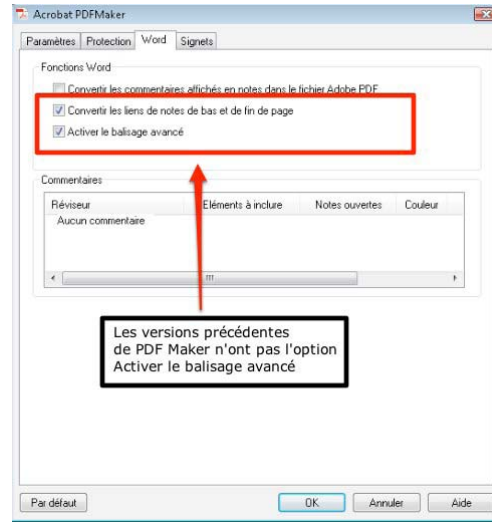 Acrobat PDFMaker
Paramètres Protection Word Signets
Fonctions Word
Convertir les commentaires affichés en notes dans le fichier Adobe PDF
Convertir les liens de notes de bas et de fin de page
Activer le balisage avancé
Commentaires
Réviseur Eléments à inclure Notes ouvertes Couleur
Aucun commentaire
Les versions précédentes
de PDF Maker n'ont pas l'option
Activer le balisage avancé
Par défaut OK Annuler Aide